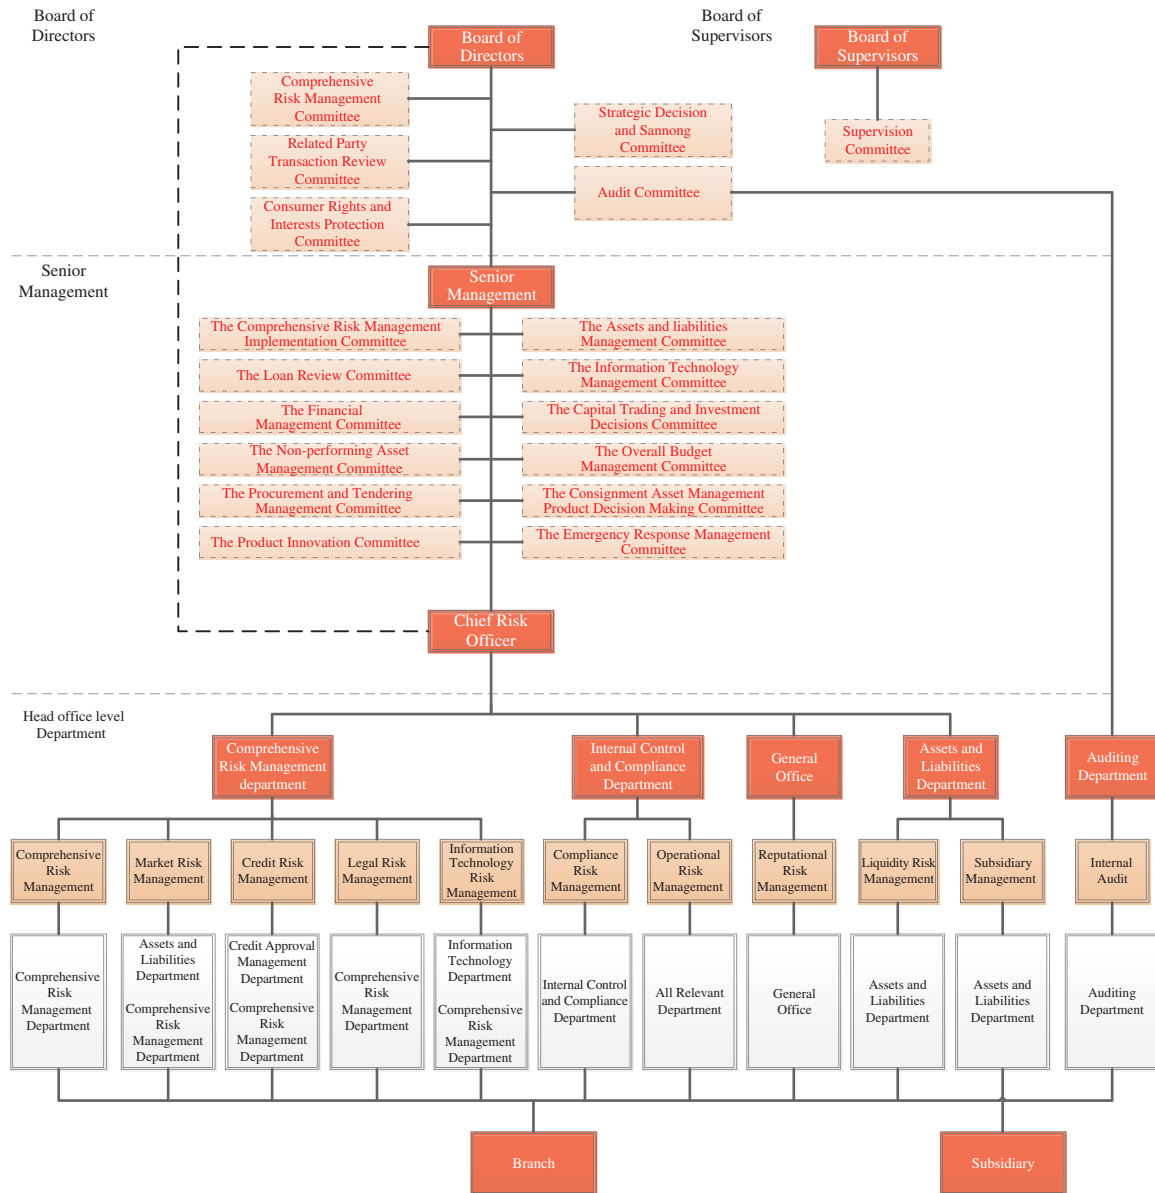 Board of
Directors
Board of
Directors
Board of
Supervisors
Board of
Supervisors
Comprehensive
Risk Management
Committee
Strategic Decision
and Sannong
Committee
Supervision
Committee
Related Party
Transaction Review
Committee
Audit Committee
Consumer Rights and
Interests Protection
Committee
Senior
Management
Senior
Management
The Comprehensive Risk Management
Implementation Committee
The Assets and liabilities
Management Committee
The Loan Review Committee
The Information Technology
Management Committee
The Financial
Management Committee
The Capital Trading and Investment
Decisions Committee
The Non-performing Asset
Management Committee
The Overall Budget
Management Committee
The Procurement and Tendering
Management Committee
The Consignment Asset Management
Product Decision Making Committee
The Product Innovation Committee
The Emergency Response Management
Committee
Chief Risk
Officer
Head office level
Department
Comprehensive
Risk Management
department
Internal Control
and Compliance
Department
General
Office
Assets and
Liabilities
Department
Auditing
Department
Comprehensive
Risk
Management
Market Risk
Management
Credit Risk
Management
Legal Risk
Management
Information
Technology
Risk
Management
Compliance
Risk
Management
Operational
Risk
Management
Reputational
Risk
Management
Liquidity Risk
Management
Subsidiary
Management
Internal
Audit
Comprehensive
Risk
Management
Department
Assets and
Liabilities
Department
Comprehensive
Risk
Management
Department
Credit Approval
Management
Department
Comprehensive
Risk
Management
Department
Comprehensive
Risk
Management
Department
Information
Technology
Department
Comprehensive
Risk
Management
Department
Internal Control
and Compliance
Department
All Relevant
Department
General
Office
Assets and
Liabilities
Department
Assets and
Liabilities
Department
Auditing
Department
Branch
Subsidiary